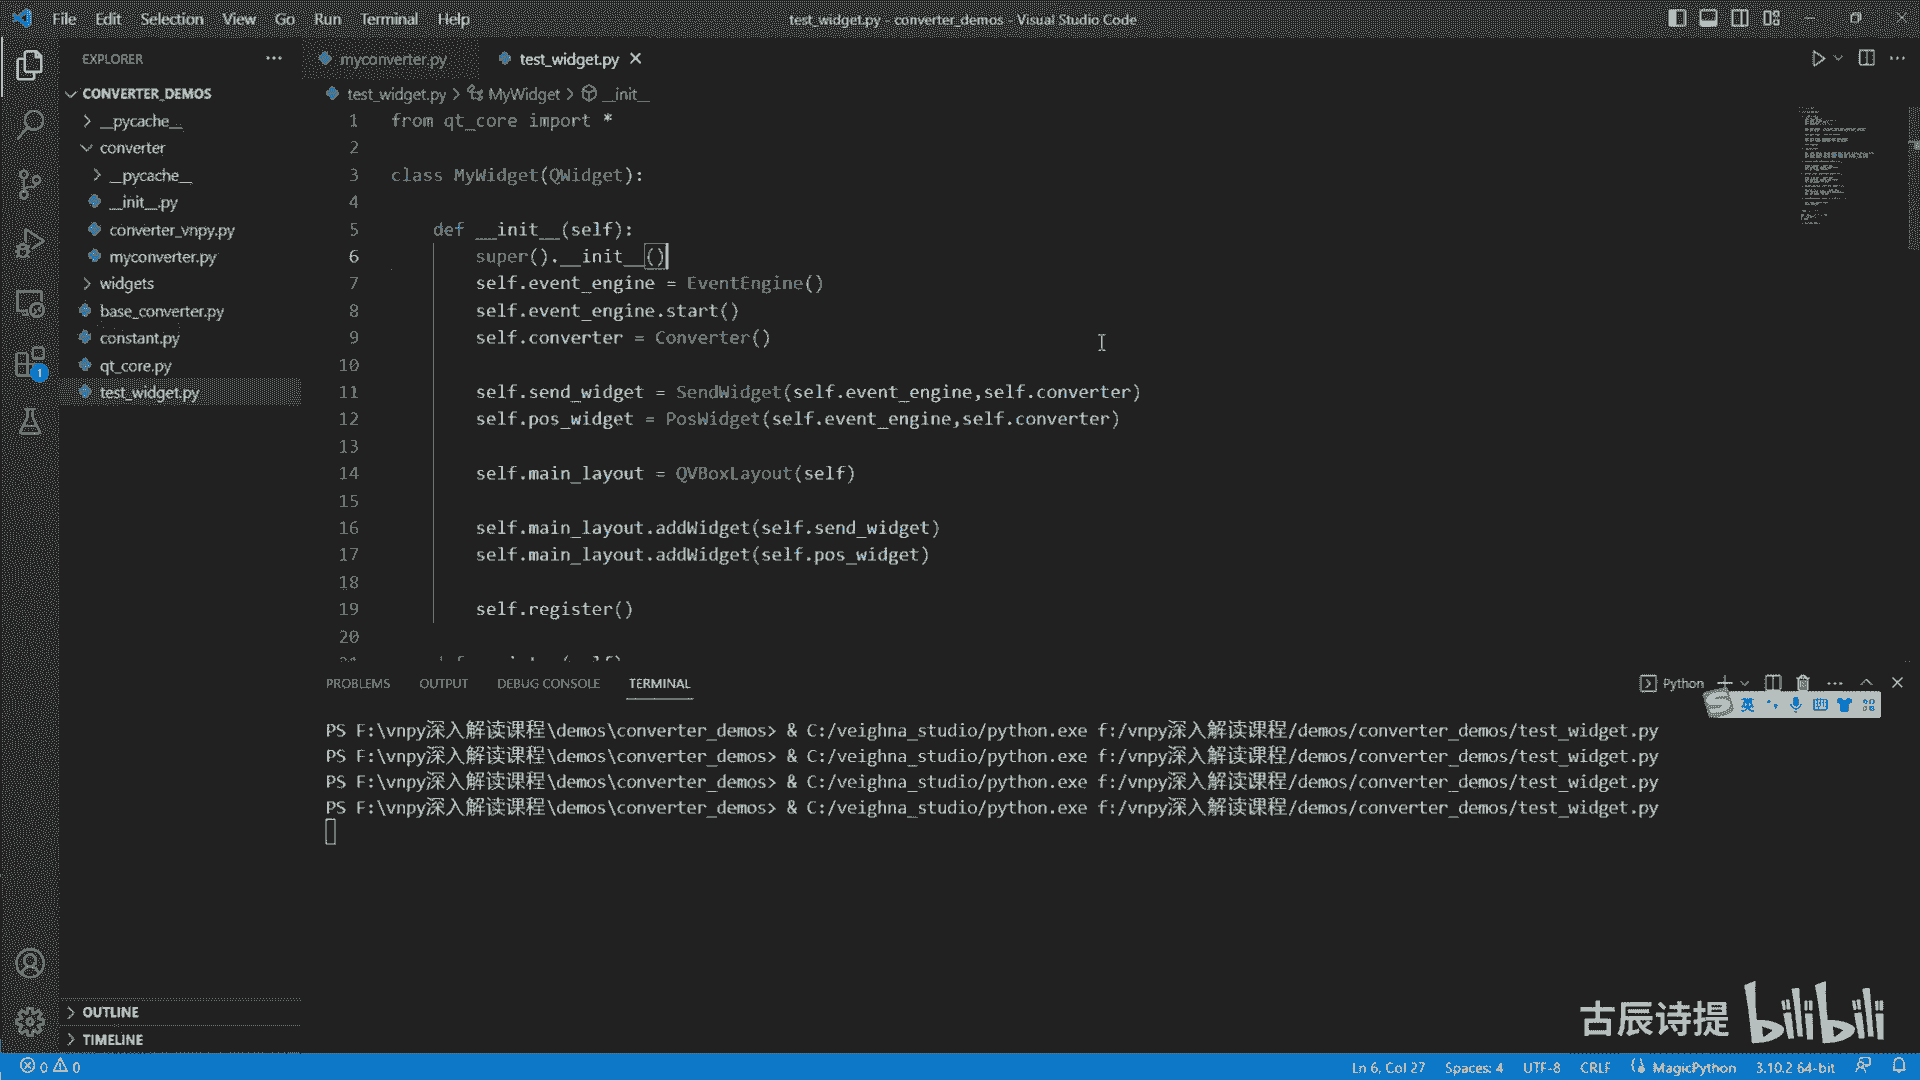 File Edit Selection View Go Run Terminal Help
test_widget.py - converter_demos - Visual Studio Code
EXPLORER
CONVERTER_DEMOS
__pycache__
converter
__pycache__
__init__.py
converter_vnpy.py
myconverter.py
widgets
base_converter.py
constant.py
qt_core.py
test_widget.py
OUTLINE
TIMELINE
myconverter.py
test_widget.py
test_widget.py > MyWidget > __init__
1 from qt_core import *
2
3 class MyWidget(QWidget):
4
5 def __init__(self):
6 super().__init__()
7 self.event_engine = EventEngine()
8 self.event_engine.start()
9 self.converter = Converter()
10
11 self.send_widget = SendWidget(self.event_engine,self.converter)
12 self.pos_widget = PosWidget(self.event_engine,self.converter)
13
14 self.main_layout = QVBoxLayout(self)
15
16 self.main_layout.addWidget(self.send_widget)
17 self.main_layout.addWidget(self.pos_widget)
18
19 self.register()
20
PROBLEMS OUTPUT DEBUG CONSOLE TERMINAL
Python
英
PS F:\vnpy深入解读课程\demos\converter_demos> & C:/veighna_studio/python.exe f:/vnpy深入解读课程/demos/converter_demos/test_widget.py
PS F:\vnpy深入解读课程\demos\converter_demos> & C:/veighna_studio/python.exe f:/vnpy深入解读课程/demos/converter_demos/test_widget.py
PS F:\vnpy深入解读课程\demos\converter_demos> & C:/veighna_studio/python.exe f:/vnpy深入解读课程/demos/converter_demos/test_widget.py
PS F:\vnpy深入解读课程\demos\converter_demos> & C:/veighna_studio/python.exe f:/vnpy深入解读课程/demos/converter_demos/test_widget.py
古辰诗提 bilibili
0 0
Ln 6, Col 27 Spaces: 4 UTF-8 CRLF MagicPython 3.10.2 64-bit